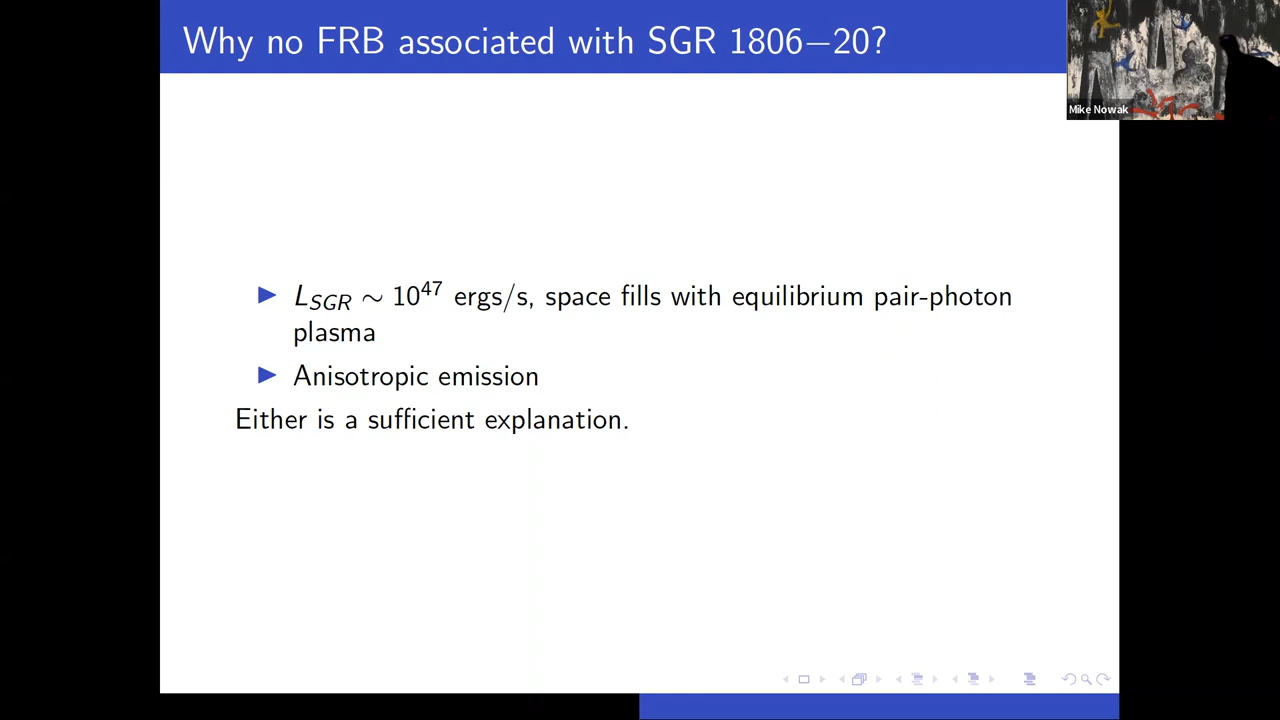 Why no FRB associated with SGR 1806−20?
Mike Nowak
▶ L_SGR ∼ 10^47 ergs/s, space fills with equilibrium pair-photon
plasma
▶ Anisotropic emission
Either is a sufficient explanation.